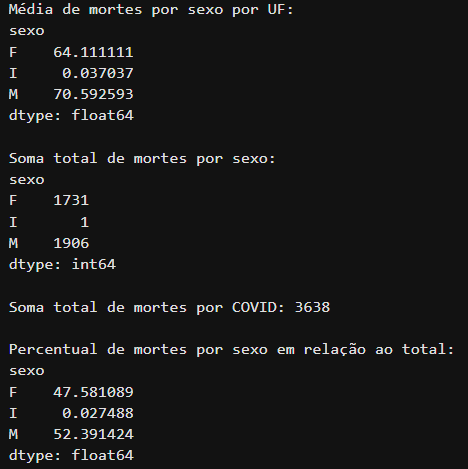 Média de mortes por sexo por UF:
sexo
F    64.111111
I     0.037037
M    70.592593
dtype: float64
Soma total de mortes por sexo:
sexo
F    1731
I       1
M    1906
dtype: int64
Soma total de mortes por COVID: 3638
Percentual de mortes por sexo em relação ao total:
sexo
F    47.581089
I     0.027488
M    52.391424
dtype: float64